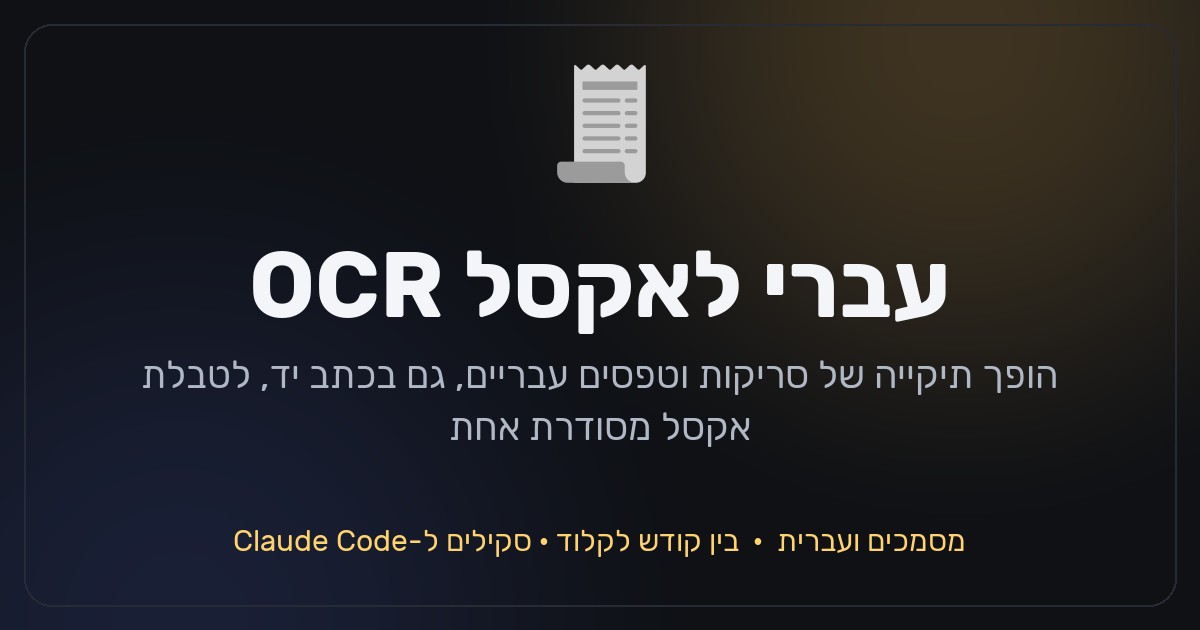 עברי לאקסל OCR
הופך תיקייה של סריקות וטפסים עבריים, גם בכתב יד, לטבלת
אקסל מסודרת אחת
מסמכים ועברית • בין קודש לקלוד • סקילים ל-Claude Code